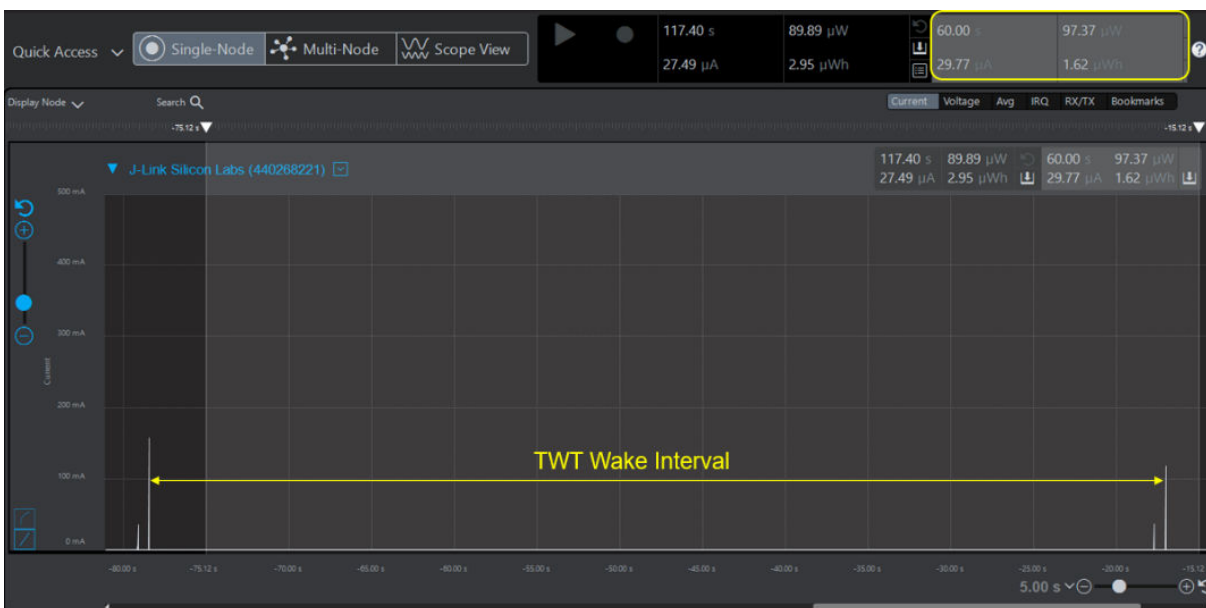 Quick Access
Single-Node
Multi-Node
Scope View
117.40 s 89.89 µW
27.49 µA 2.95 µWh
60.00 s 97.37 µW
29.77 µA 1.62 µWh
Display Node
Search
Current Voltage Avg IRQ RX/TX Bookmarks
-75.12 s
-15.12 s
J-Link Silicon Labs (440268221)
117.40 s 89.89 µW 60.00 s 97.37 µW
27.49 µA 2.95 µWh 29.77 µA 1.62 µWh
500 mA
400 mA
300 mA
Current
200 mA
TWT Wake Interval
100 mA
0 mA
-80.00 s -75.12 s -70.00 s -65.00 s -60.00 s -55.00 s -50.00 s -45.00 s -40.00 s -35.00 s -30.00 s -25.00 s -20.00 s -15.12
5.00 s